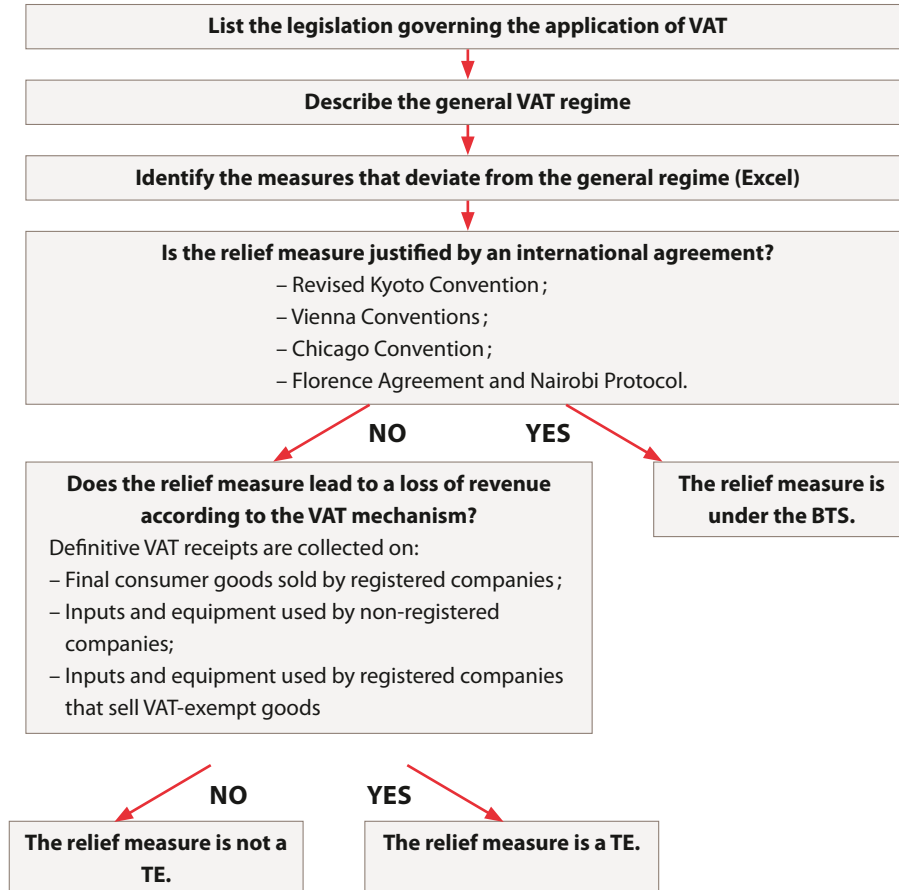 List the legislation governing the application of VAT
Describe the general VAT regime
Identify the measures that deviate from the general regime (Excel)
Is the relief measure justified by an international agreement?
– Revised Kyoto Convention ;
– Vienna Conventions ;
– Chicago Convention ;
– Florence Agreement and Nairobi Protocol.
NO
YES
Does the relief measure lead to a loss of revenue
according to the VAT mechanism?
Definitive VAT receipts are collected on:
– Final consumer goods sold by registered companies ;
– Inputs and equipment used by non-registered
companies;
– Inputs and equipment used by registered companies
that sell VAT-exempt goods
The relief measure is
under the BTS.
NO
YES
The relief measure is not a
TE.
The relief measure is a TE.